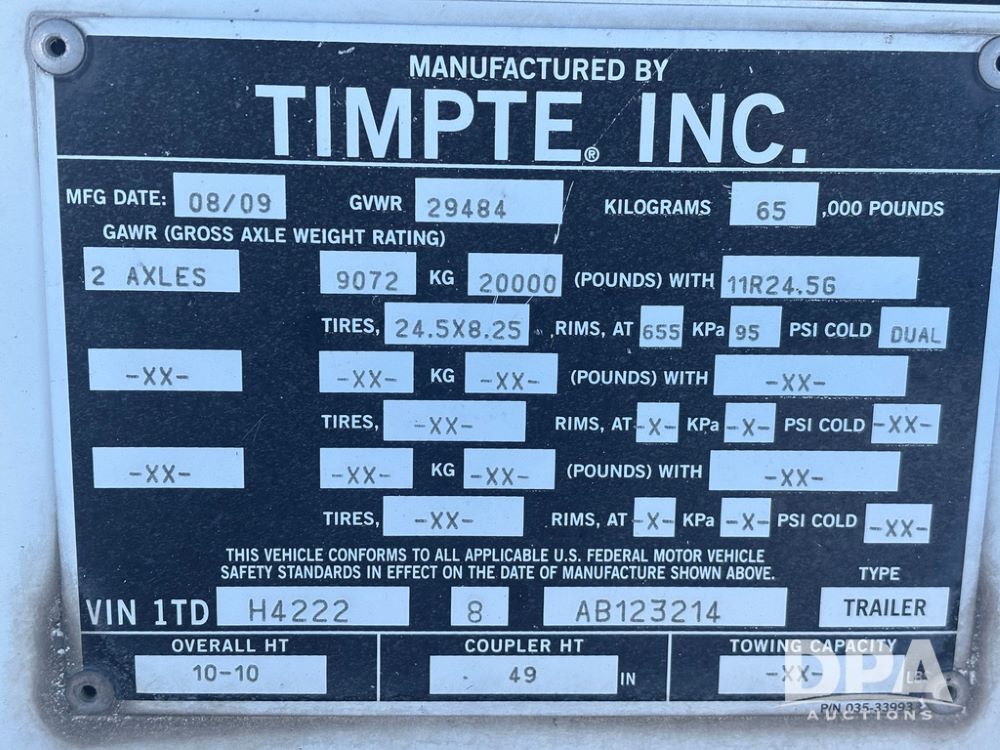 MANUFACTURED BY
TIMPTE® INC.
MFG DATE: 08/09 GVWR 29484 KILOGRAMS 65 ,000 POUNDS
GAWR (GROSS AXLE WEIGHT RATING)
2 AXLES 9072 KG 20000 (POUNDS) WITH 11R24.5G
TIRES, 24.5X8.25 RIMS, AT 655 KPa 95 PSI COLD DUAL
-XX- -XX- KG -XX- (POUNDS) WITH -XX-
TIRES, -XX- RIMS, AT -X- KPa -X- PSI COLD -XX-
-XX- -XX- KG -XX- (POUNDS) WITH -XX-
TIRES, -XX- RIMS, AT -X- KPa -X- PSI COLD -XX-
THIS VEHICLE CONFORMS TO ALL APPLICABLE U.S. FEDERAL MOTOR VEHICLE
SAFETY STANDARDS IN EFFECT ON THE DATE OF MANUFACTURE SHOWN ABOVE. TYPE
VIN 1TD H4222 8 AB123214 TRAILER
OVERALL HT COUPLER HT TOWING CAPACITY
10-10 49 IN -XX- LB
P/N 035-33993
DPA
AUCTIONS